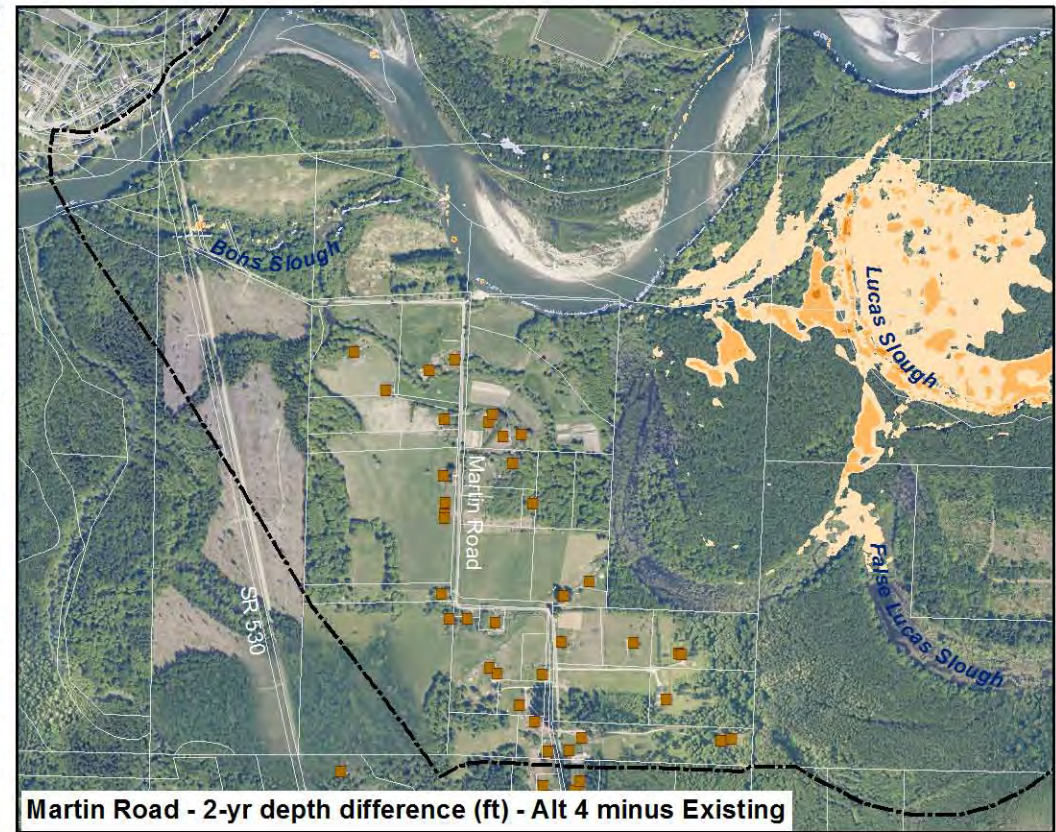 Bohs Slough
Lucas Slough
Martin Road
False Lucas Slough
SR 530
Martin Road - 2-yr depth difference (ft) - Alt 4 minus Existing